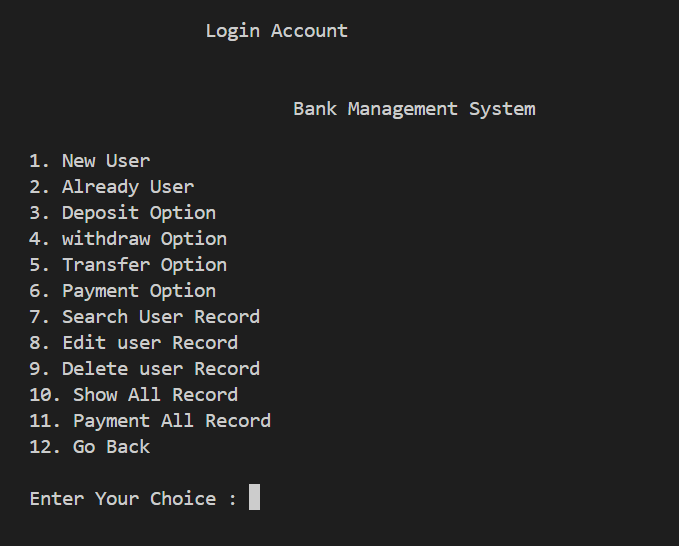 Login Account
Bank Management System
1. New User
2. Already User
3. Deposit Option
4. withdraw Option
5. Transfer Option
6. Payment Option
7. Search User Record
8. Edit user Record
9. Delete user Record
10. Show All Record
11. Payment All Record
12. Go Back
Enter Your Choice :